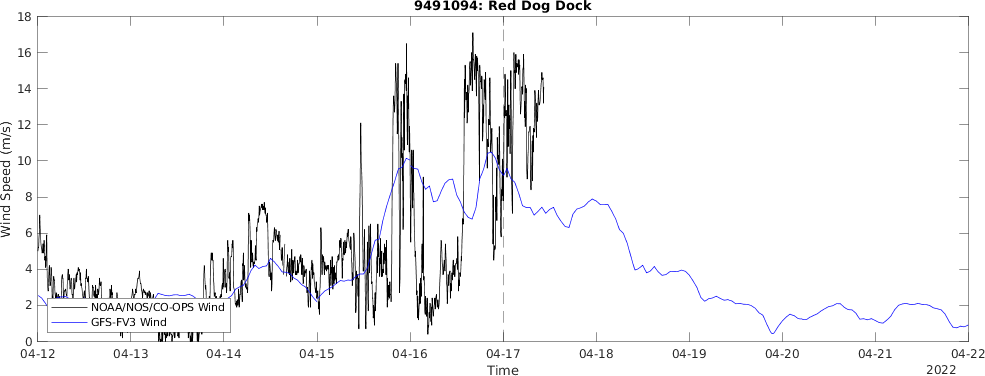 9491094: Red Dog Dock
18
16
14
12
10
8
6
4
2
0
Wind Speed (m/s)
NOAA/NOS/CO-OPS Wind
GFS-FV3 Wind
04-12 04-13 04-14 04-15 04-16 04-17 04-18 04-19 04-20 04-21 04-22
Time
2022